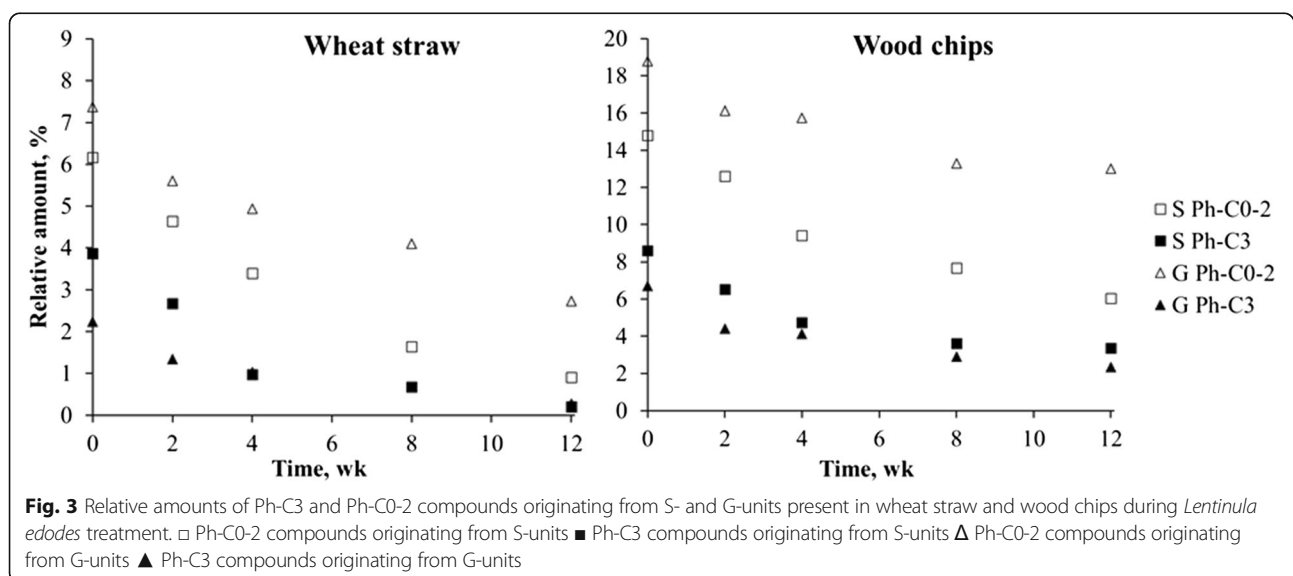 Wheat straw
9
8
7
6
5
4
3
2
1
0
Relative amount, %
0 2 4 6 8 10 12
Time, wk
Wood chips
20
18
16
14
12
10
8
6
4
2
0
0 2 4 6 8 10 12
Time, wk
□ S Ph-C0-2
■ S Ph-C3
△ G Ph-C0-2
▲ G Ph-C3
Fig. 3 Relative amounts of Ph-C3 and Ph-C0-2 compounds originating from S- and G-units present in wheat straw and wood chips during Lentinula
edodes treatment. □ Ph-C0-2 compounds originating from S-units ■ Ph-C3 compounds originating from S-units Δ Ph-C0-2 compounds originating
from G-units ▲ Ph-C3 compounds originating from G-units